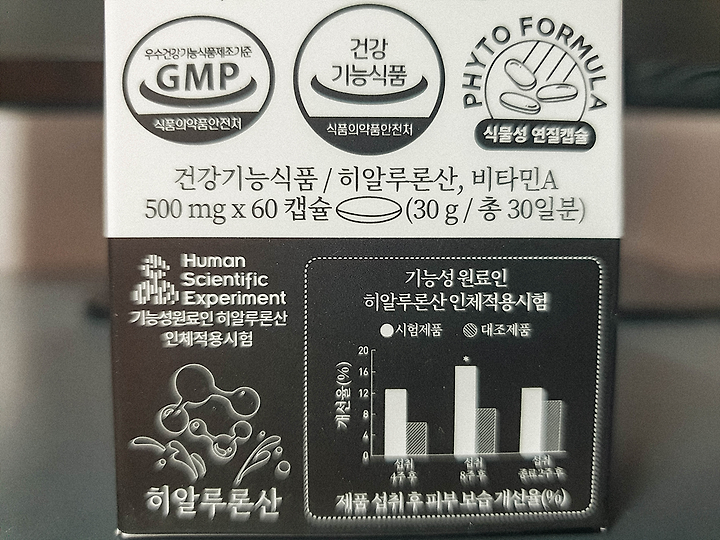 우수건강기능식품제조기준
GMP
식품의약품안전처
건강
기능식품
식품의약품안전처
PHYTO FORMULA
식물성 연질캡슐
건강기능식품 / 히알루론산, 비타민A
500 mg x 60 캡슐 (30 g / 총 30일분)
Human
Scientific
Experiment
기능성원료인 히알루론산
인체적용시험
히알루론산
기능성 원료인
히알루론산 인체적용시험
시험제품 대조제품
개선율(%)
20
16
12
8
4
0
*
섭취
4주 후
섭취
8주 후
섭취
종료2주 후
제품 섭취 후 피부 보습 개선율(%)